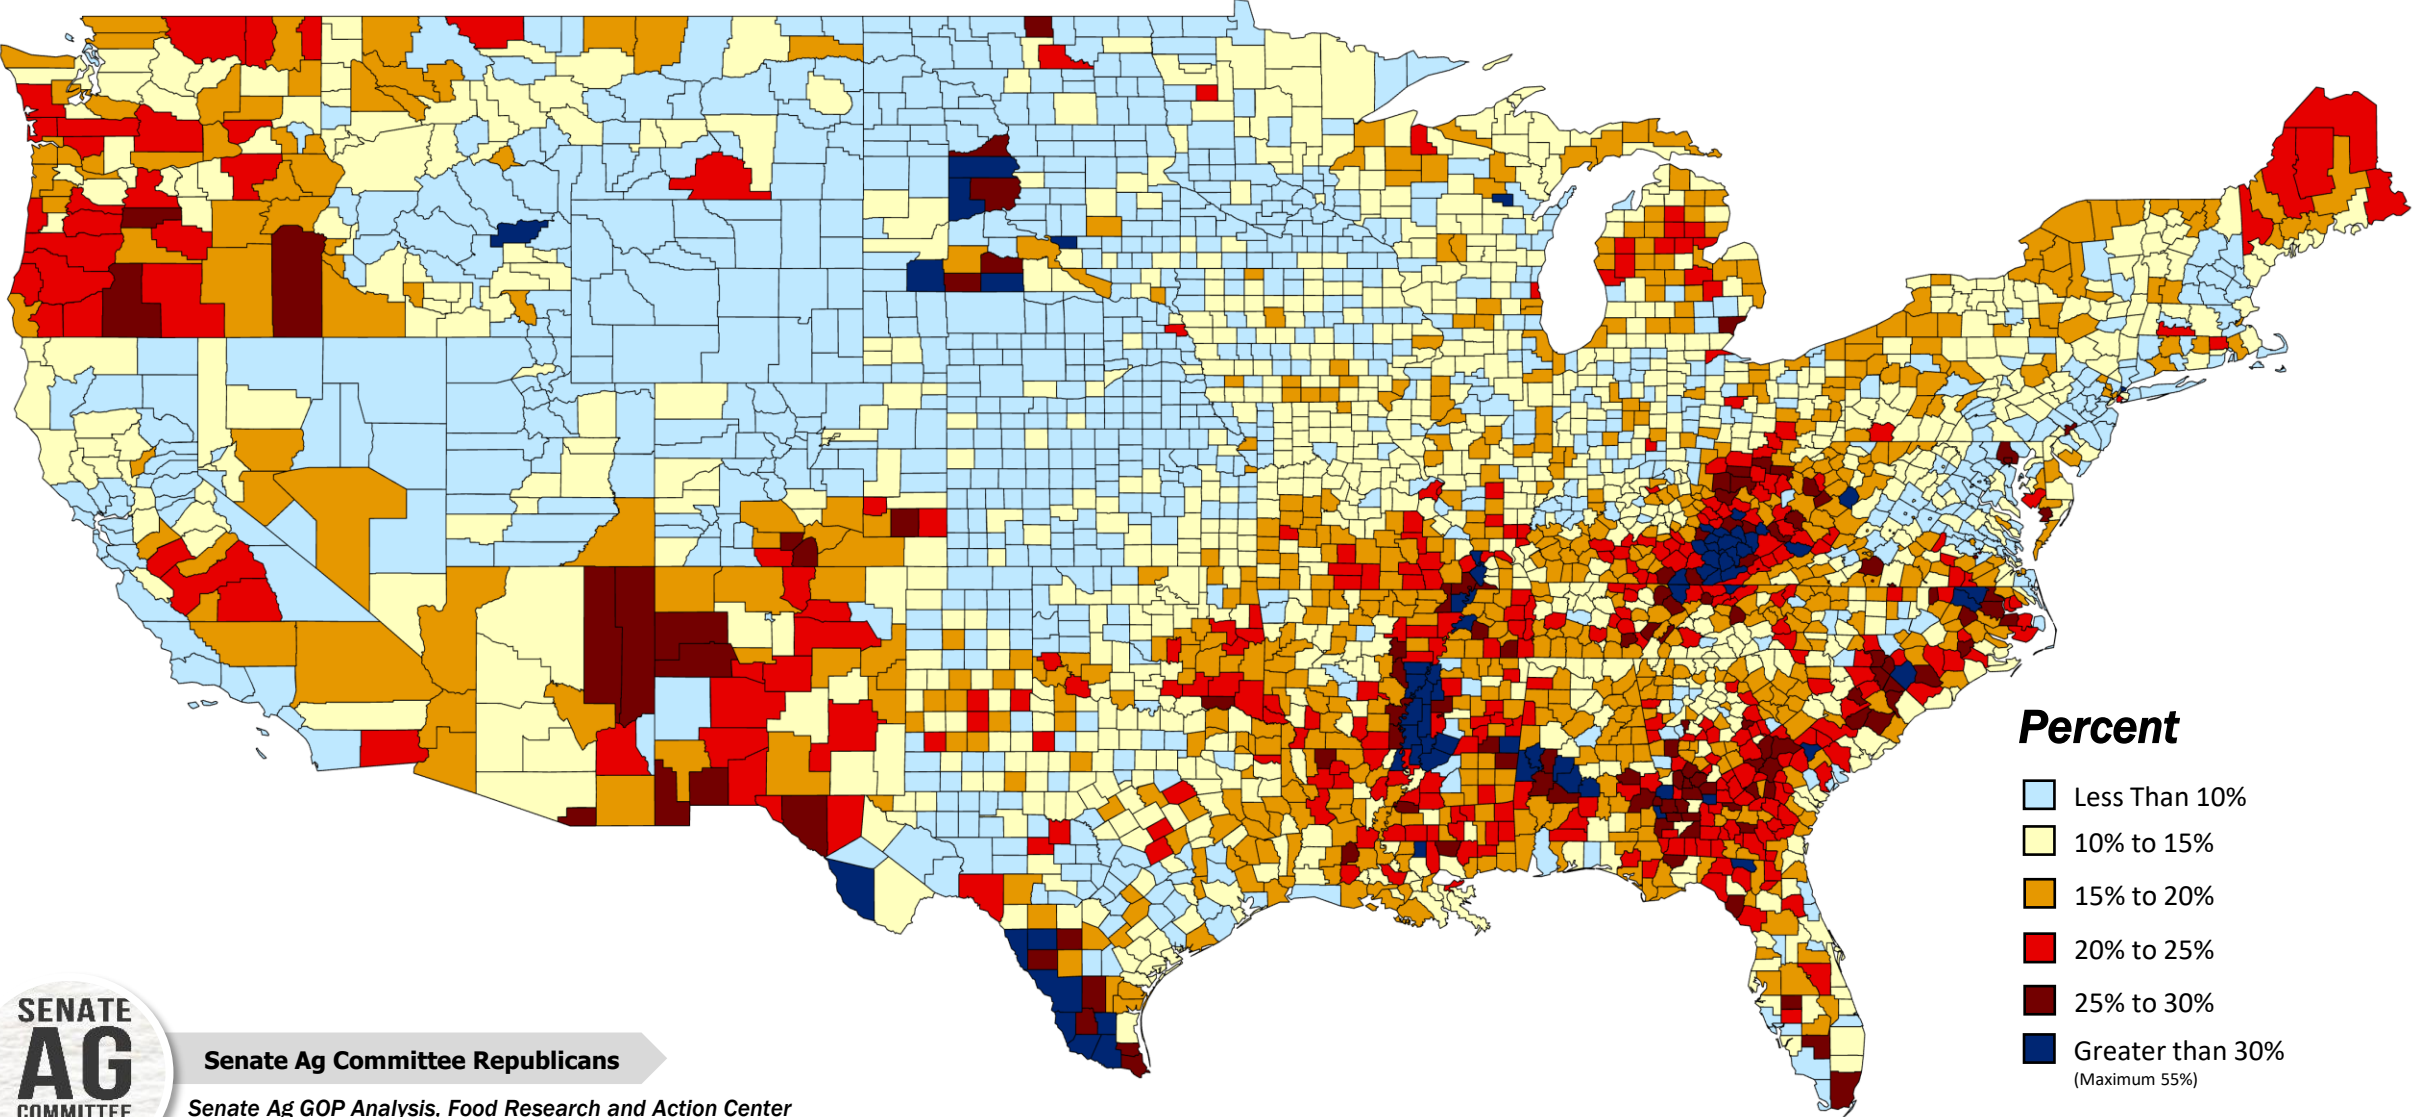 Percent
Less Than 10%
10% to 15%
15% to 20%
20% to 25%
25% to 30%
Greater than 30%
(Maximum 55%)
SENATE
AG
COMMITTEE
Senate Ag Committee Republicans
Senate Ag GOP Analysis, Food Research and Action Center